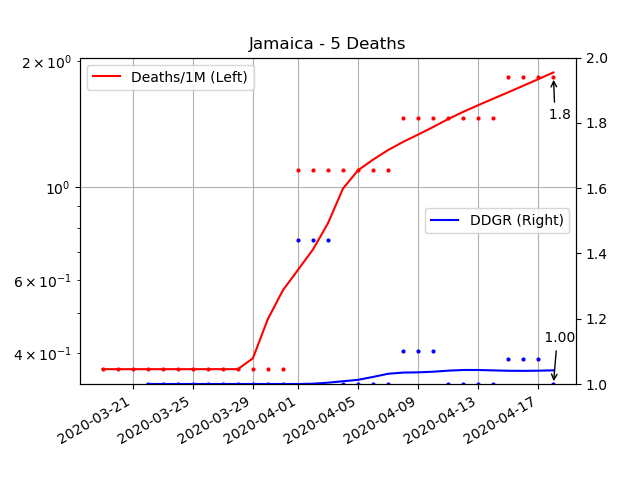 Jamaica - 5 Deaths
2 × 10⁰
10⁰
6 × 10⁻¹
4 × 10⁻¹
Deaths/1M (Left)
DDGR (Right)
1.8
1.00
2.0
1.8
1.6
1.4
1.2
1.0
2020-03-21
2020-03-25
2020-03-29
2020-04-01
2020-04-05
2020-04-09
2020-04-13
2020-04-17